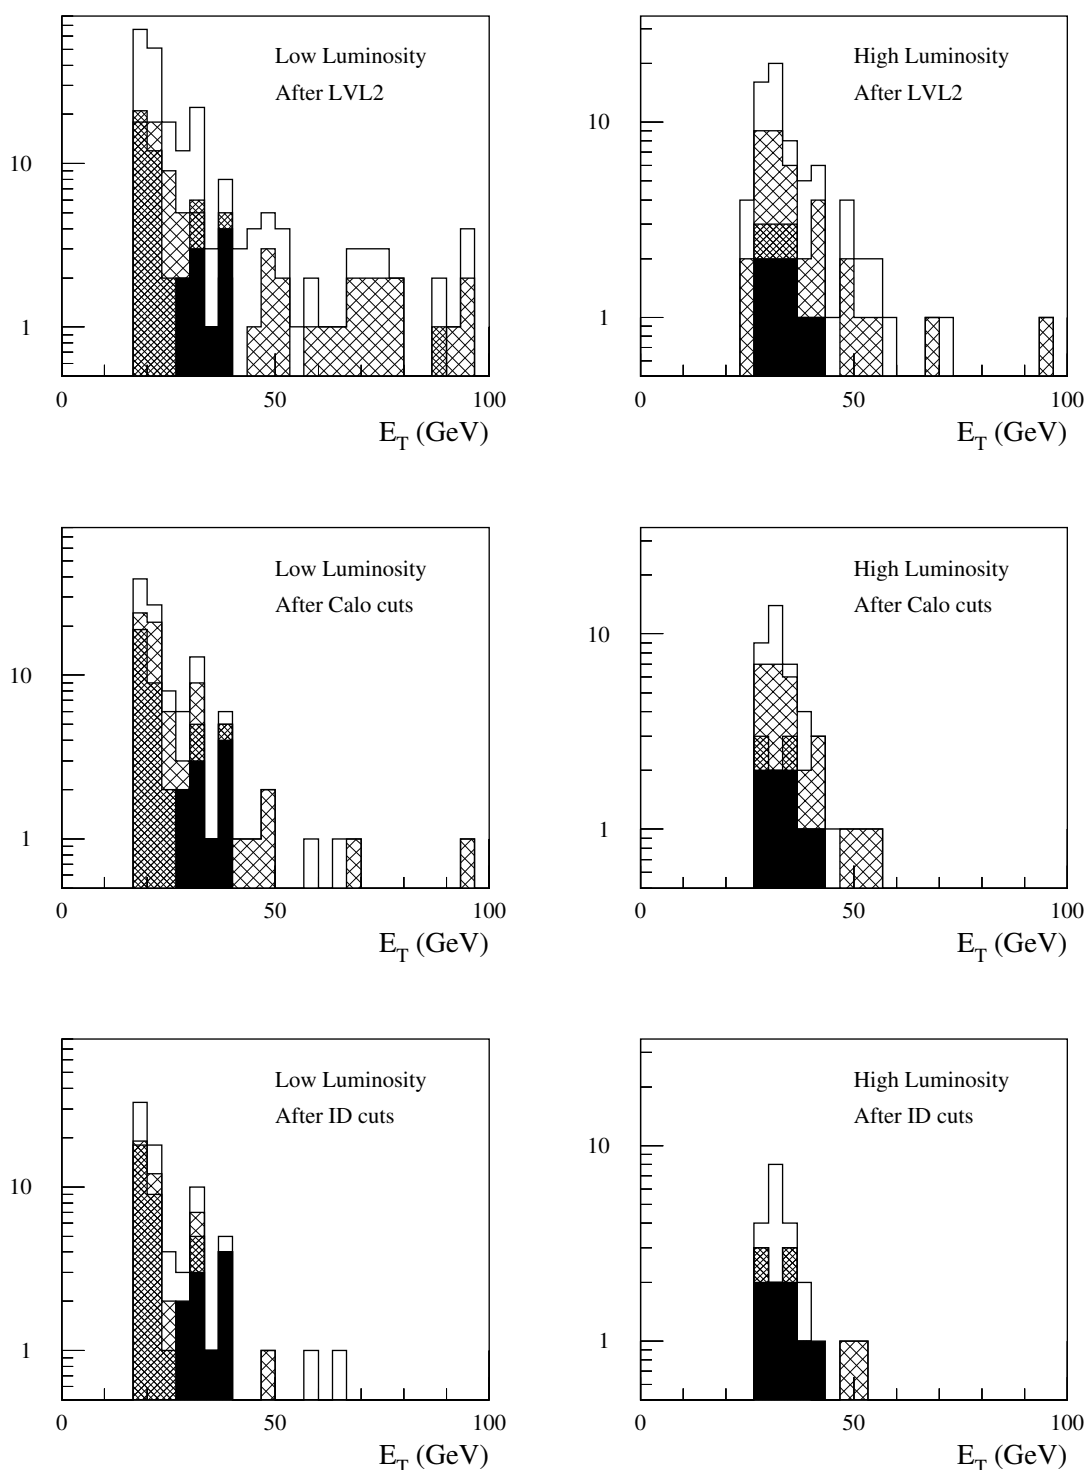 Low Luminosity
After LVL2
10
1
0 50 100
E_T (GeV)
High Luminosity
After LVL2
10
1
0 50 100
E_T (GeV)
Low Luminosity
After Calo cuts
10
1
0 50 100
E_T (GeV)
High Luminosity
After Calo cuts
10
1
0 50 100
E_T (GeV)
Low Luminosity
After ID cuts
10
1
0 50 100
E_T (GeV)
High Luminosity
After ID cuts
10
1
0 50 100
E_T (GeV)